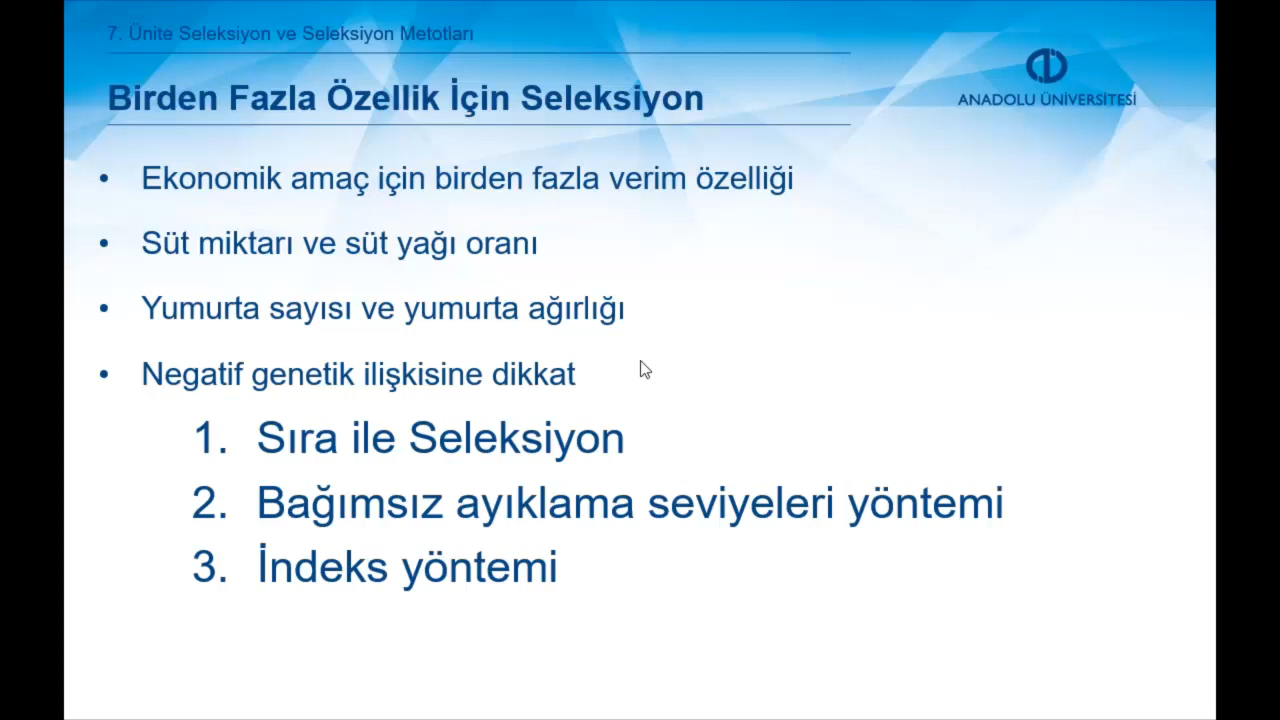 7. Ünite Seleksiyon ve Seleksiyon Metotları
Birden Fazla Özellik İçin Seleksiyon
ANADOLU ÜNİVERSİTESİ
• Ekonomik amaç için birden fazla verim özelliği
• Süt miktarı ve süt yağı oranı
• Yumurta sayısı ve yumurta ağırlığı
• Negatif genetik ilişkisine dikkat
1. Sıra ile Seleksiyon
2. Bağımsız ayıklama seviyeleri yöntemi
3. İndeks yöntemi